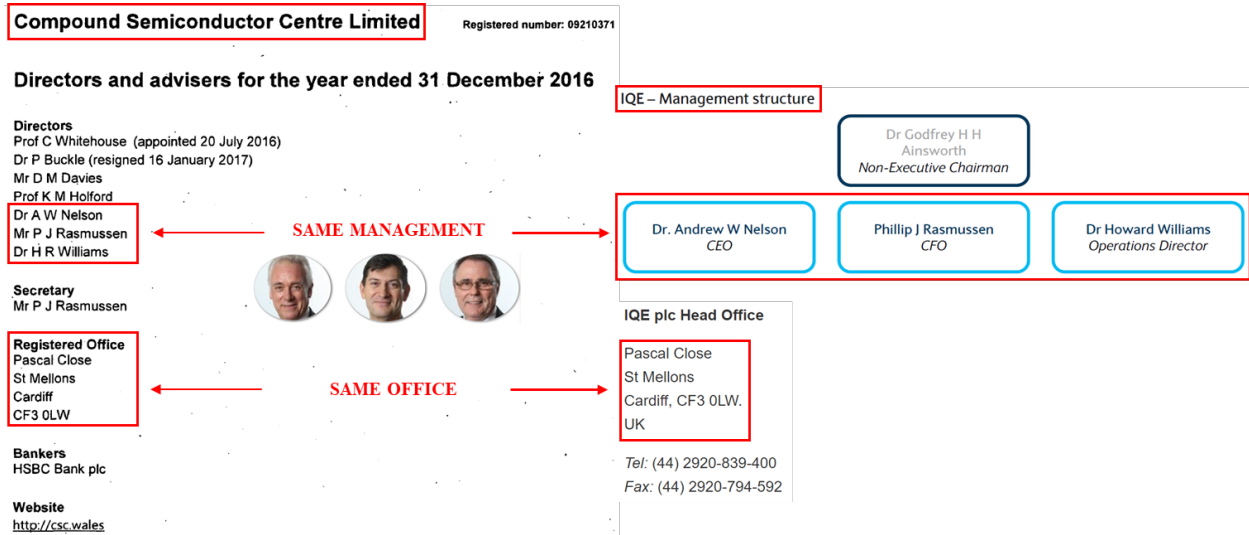 Compound Semiconductor Centre Limited
Registered number: 09210371
Directors and advisers for the year ended 31 December 2016
Directors
Prof C Whitehouse (appointed 20 July 2016)
Dr P Buckle (resigned 16 January 2017)
Mr D M Davies
Prof K M Holford
Dr A W Nelson
Mr P J Rasmussen
Dr H R Williams
Secretary
Mr P J Rasmussen
Registered Office
Pascal Close
St Mellons
Cardiff
CF3 0LW
Bankers
HSBC Bank plc
Website
http://csc.wales
SAME MANAGEMENT
SAME OFFICE
IQE – Management structure
Dr Godfrey H H
Ainsworth
Non-Executive Chairman
Dr. Andrew W Nelson
CEO
Phillip J Rasmussen
CFO
Dr Howard Williams
Operations Director
IQE plc Head Office
Pascal Close
St Mellons
Cardiff, CF3 0LW.
UK
Tel: (44) 2920-839-400
Fax: (44) 2920-794-592